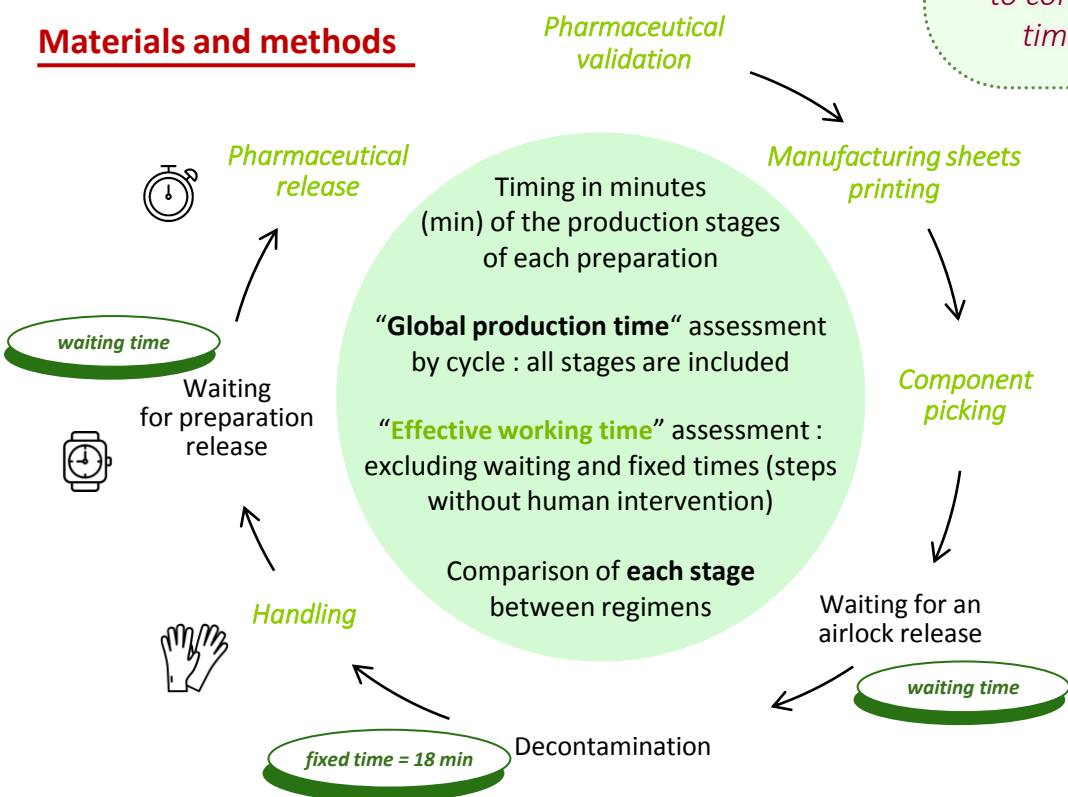 to com
tim
Materials and methods
Pharmaceutical
validation
Manufacturing sheets
printing
Component
picking
Waiting for an
airlock release
waiting time
Decontamination
fixed time = 18 min
Handling
Waiting
for preparation
release
waiting time
Pharmaceutical
release
Timing in minutes
(min) of the production stages
of each preparation
“Global production time“ assessment
by cycle : all stages are included
“Effective working time” assessment :
excluding waiting and fixed times (steps
without human intervention)
Comparison of each stage
between regimens